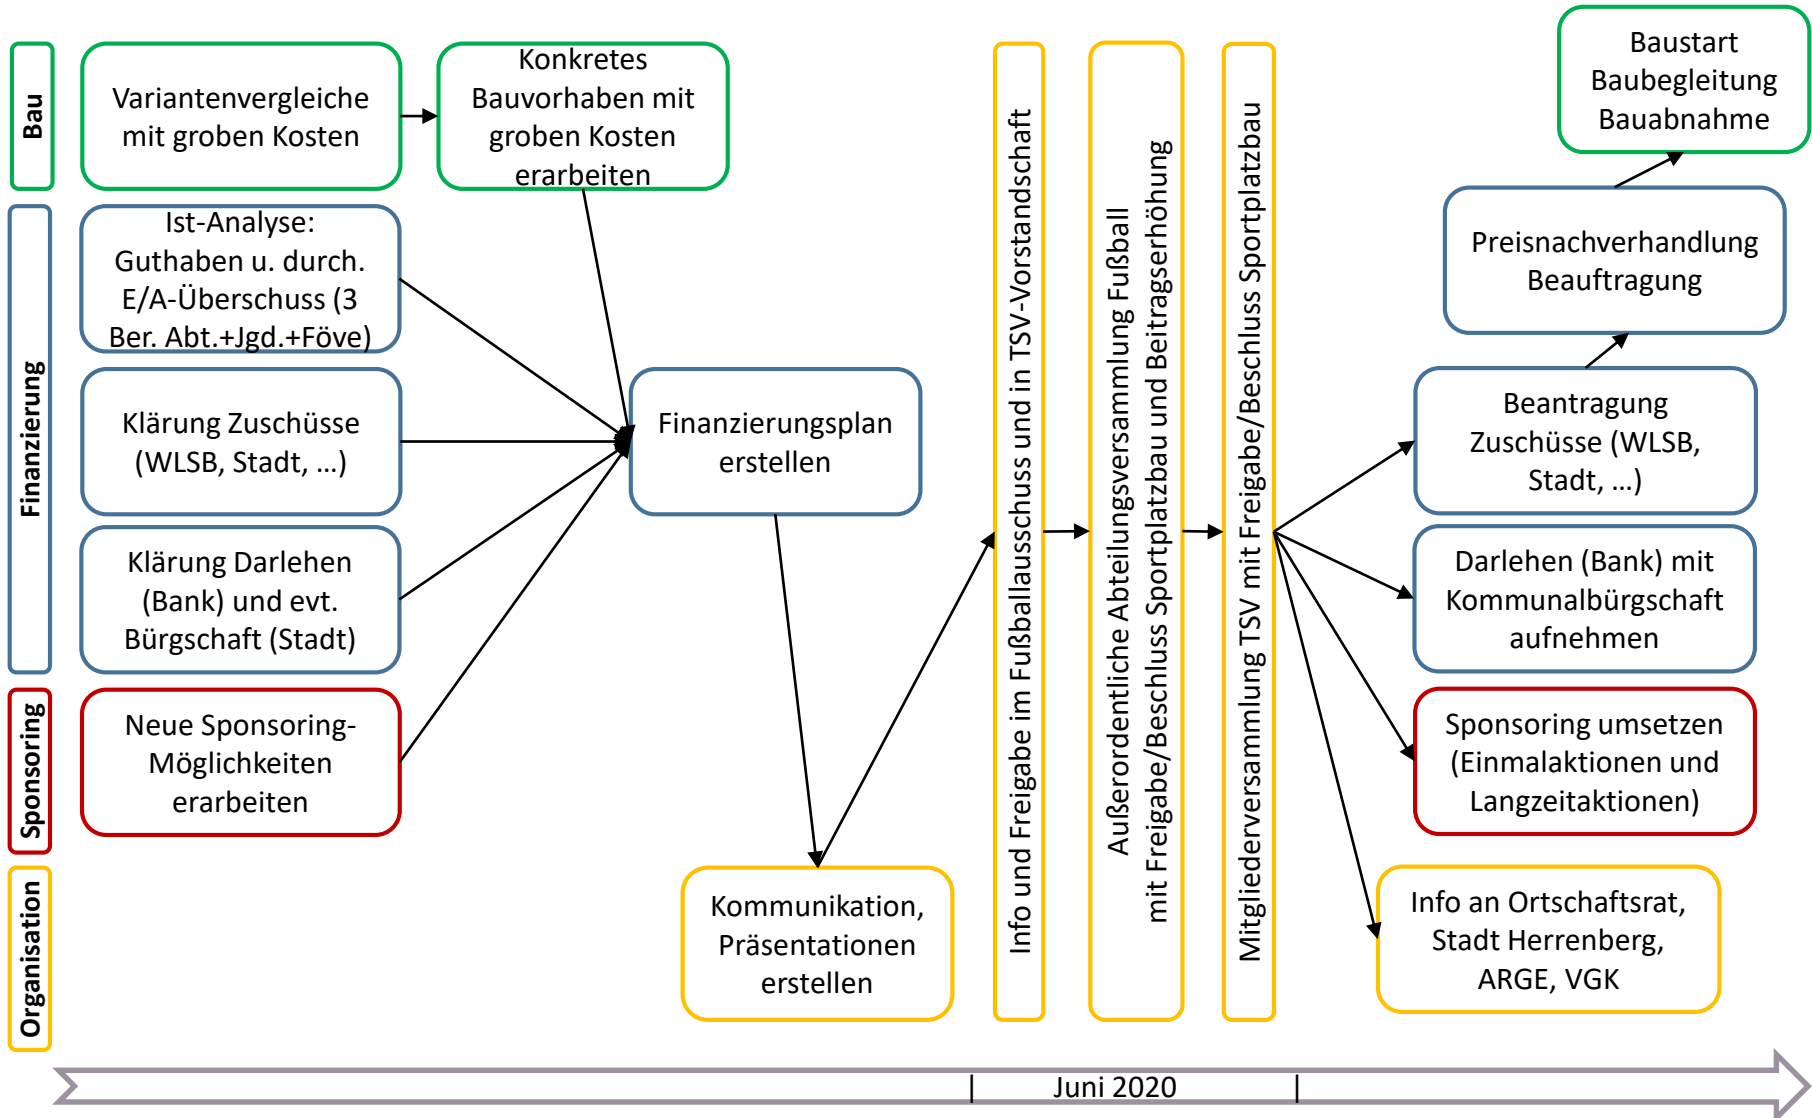 Bau
Variantenvergleiche
mit groben Kosten
Konkretes
Bauvorhaben mit
groben Kosten
erarbeiten
Finanzierung
Ist-Analyse:
Guthaben u. durch.
E/A-Überschuss (3
Ber. Abt.+Jgd.+Föve)
Klärung Zuschüsse
(WLSB, Stadt, ...)
Klärung Darlehen
(Bank) und evt.
Bürgschaft (Stadt)
Finanzierungsplan
erstellen
Sponsoring
Neue Sponsoring-
Möglichkeiten
erarbeiten
Organisation
Kommunikation,
Präsentationen
erstellen
Info und Freigabe im Fußballausschuss und in TSV-Vorstandschaft
Außerordentliche Abteilungsversammlung Fußball
mit Freigabe/Beschluss Sportplatzbau und Beitragserhöhung
Mitgliederversammlung TSV mit Freigabe/Beschluss Sportplatzbau
Baustart
Baubegleitung
Bauabnahme
Preisnachverhandlung
Beauftragung
Beantragung
Zuschüsse (WLSB,
Stadt, ...)
Darlehen (Bank) mit
Kommunalbürgschaft
aufnehmen
Sponsoring umsetzen
(Einmalaktionen und
Langzeitaktionen)
Info an Ortschaftsrat,
Stadt Herrenberg,
ARGE, VGK
| Juni 2020 |